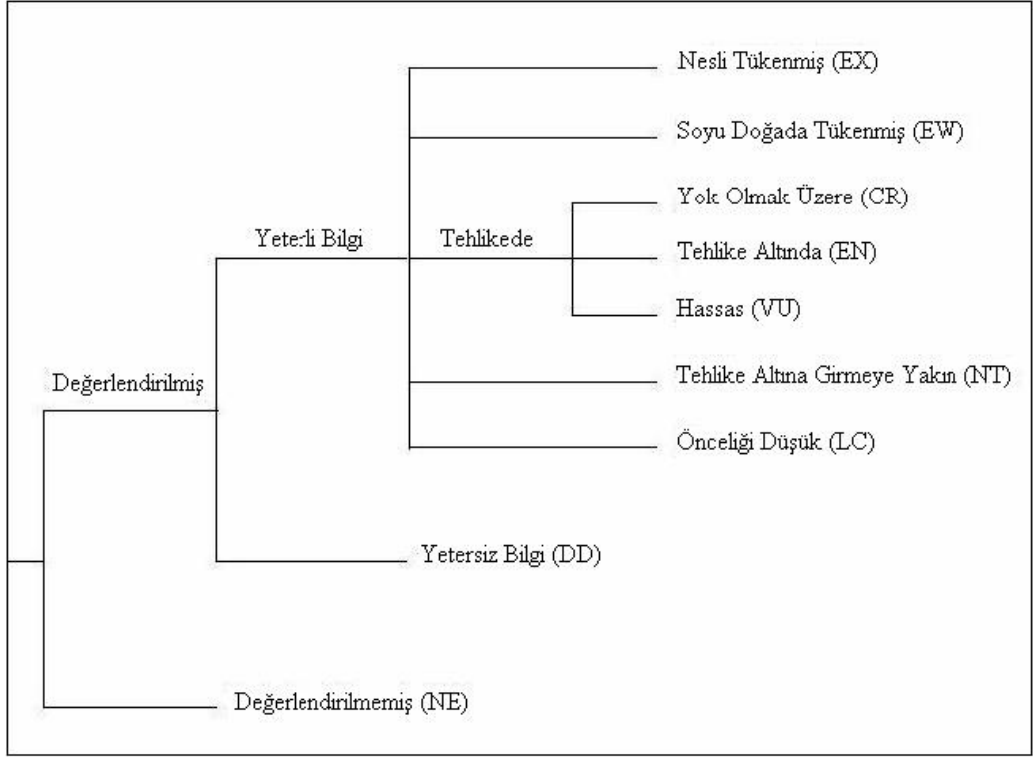 Nesli Tükenmiş (EX)
Soyu Doğada Tükenmiş (EW)
Yok Olmak Üzere (CR)
Yeterli Bilgi
Tehlikede
Tehlike Altında (EN)
Hassas (VU)
Değerlendirilmiş
Tehlike Altına Girmeye Yakın (NT)
Önceliği Düşük (LC)
Yetersiz Bilgi (DD)
Değerlendirilmemiş (NE)